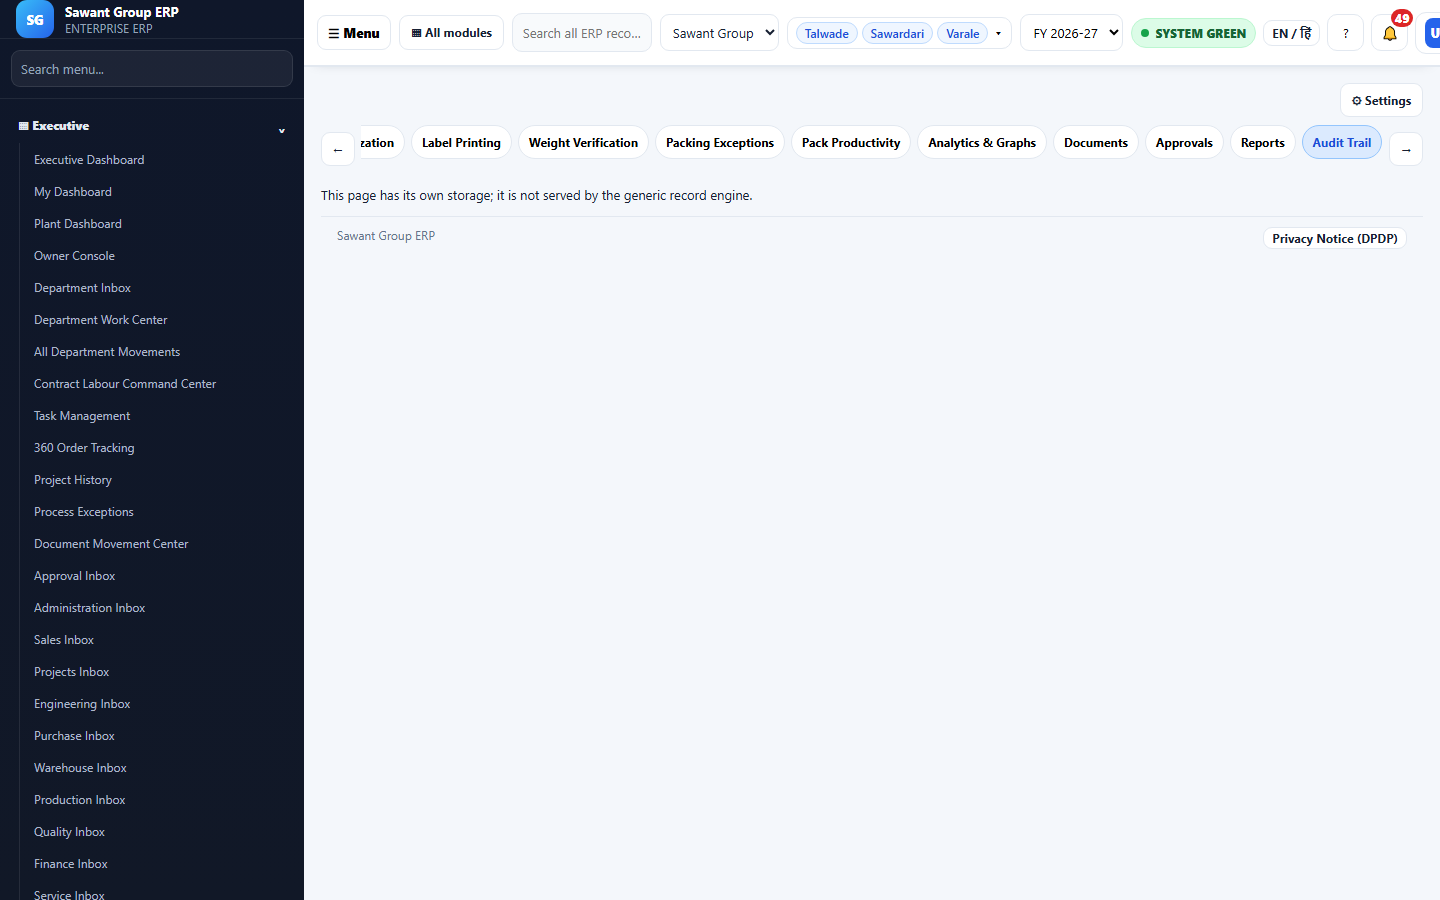 SG
Sawant Group ERP
ENTERPRISE ERP
Search menu...
Executive
Executive Dashboard
My Dashboard
Plant Dashboard
Owner Console
Department Inbox
Department Work Center
All Department Movements
Contract Labour Command Center
Task Management
360 Order Tracking
Project History
Process Exceptions
Document Movement Center
Approval Inbox
Administration Inbox
Sales Inbox
Projects Inbox
Engineering Inbox
Purchase Inbox
Warehouse Inbox
Production Inbox
Quality Inbox
Finance Inbox
Service Inbox
☰ Menu All modules Search all ERP reco... Sawant Group Talwade Sawardari Varale FY 2026-27 SYSTEM GREEN EN / हिं ? 49 U
⚙ Settings
← zation Label Printing Weight Verification Packing Exceptions Pack Productivity Analytics & Graphs Documents Approvals Reports Audit Trail →
This page has its own storage; it is not served by the generic record engine.
Sawant Group ERP Privacy Notice (DPDP)